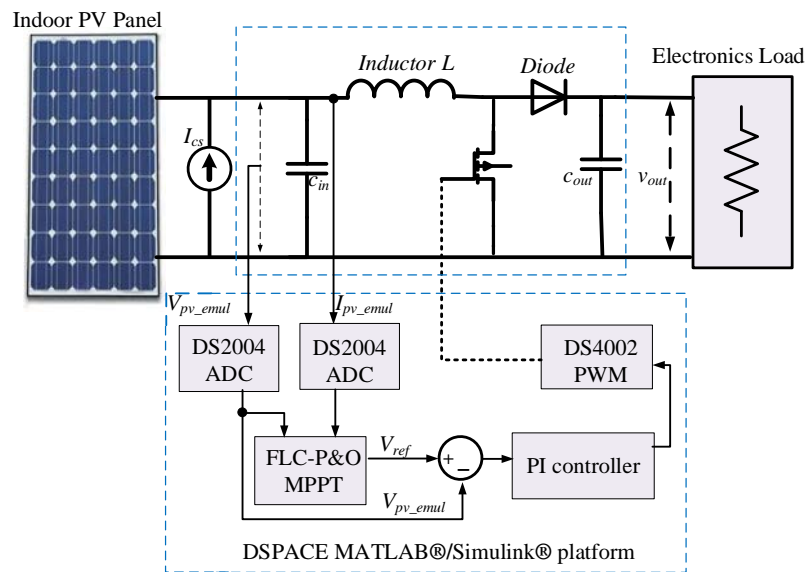 Indoor PV Panel
Inductor L
Diode
Electronics Load
I_cs
c_in
c_out
v_out
V_pv_emul
I_pv_emul
DS2004
ADC
DS2004
ADC
DS4002
PWM
FLC-P&O
MPPT
V_ref
+
−
PI controller
V_pv_emul
DSPACE MATLAB®/Simulink® platform